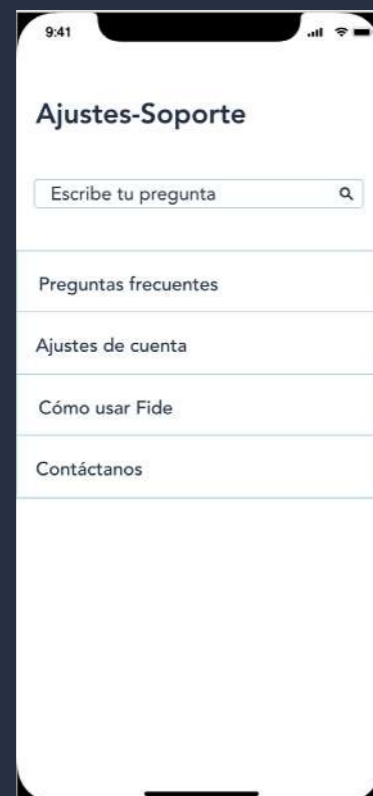 9:41
Ajustes-Soporte
Escribe tu pregunta
Preguntas frecuentes
Ajustes de cuenta
Cómo usar Fide
Contáctanos